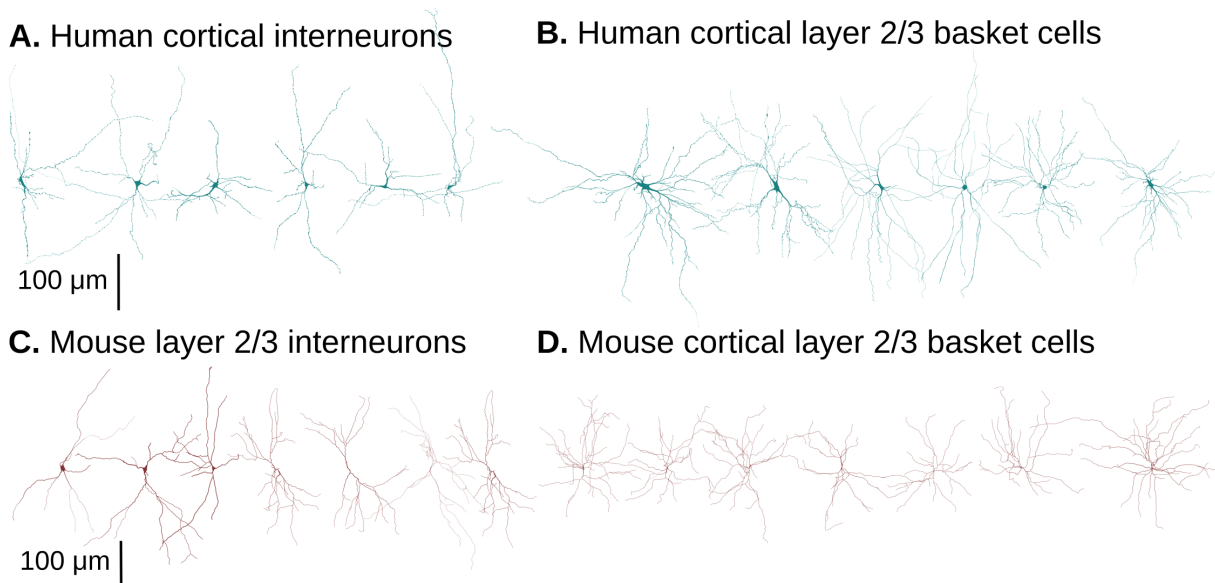 A. Human cortical interneurons
B. Human cortical layer 2/3 basket cells
100 µm
C. Mouse layer 2/3 interneurons
D. Mouse cortical layer 2/3 basket cells
100 µm